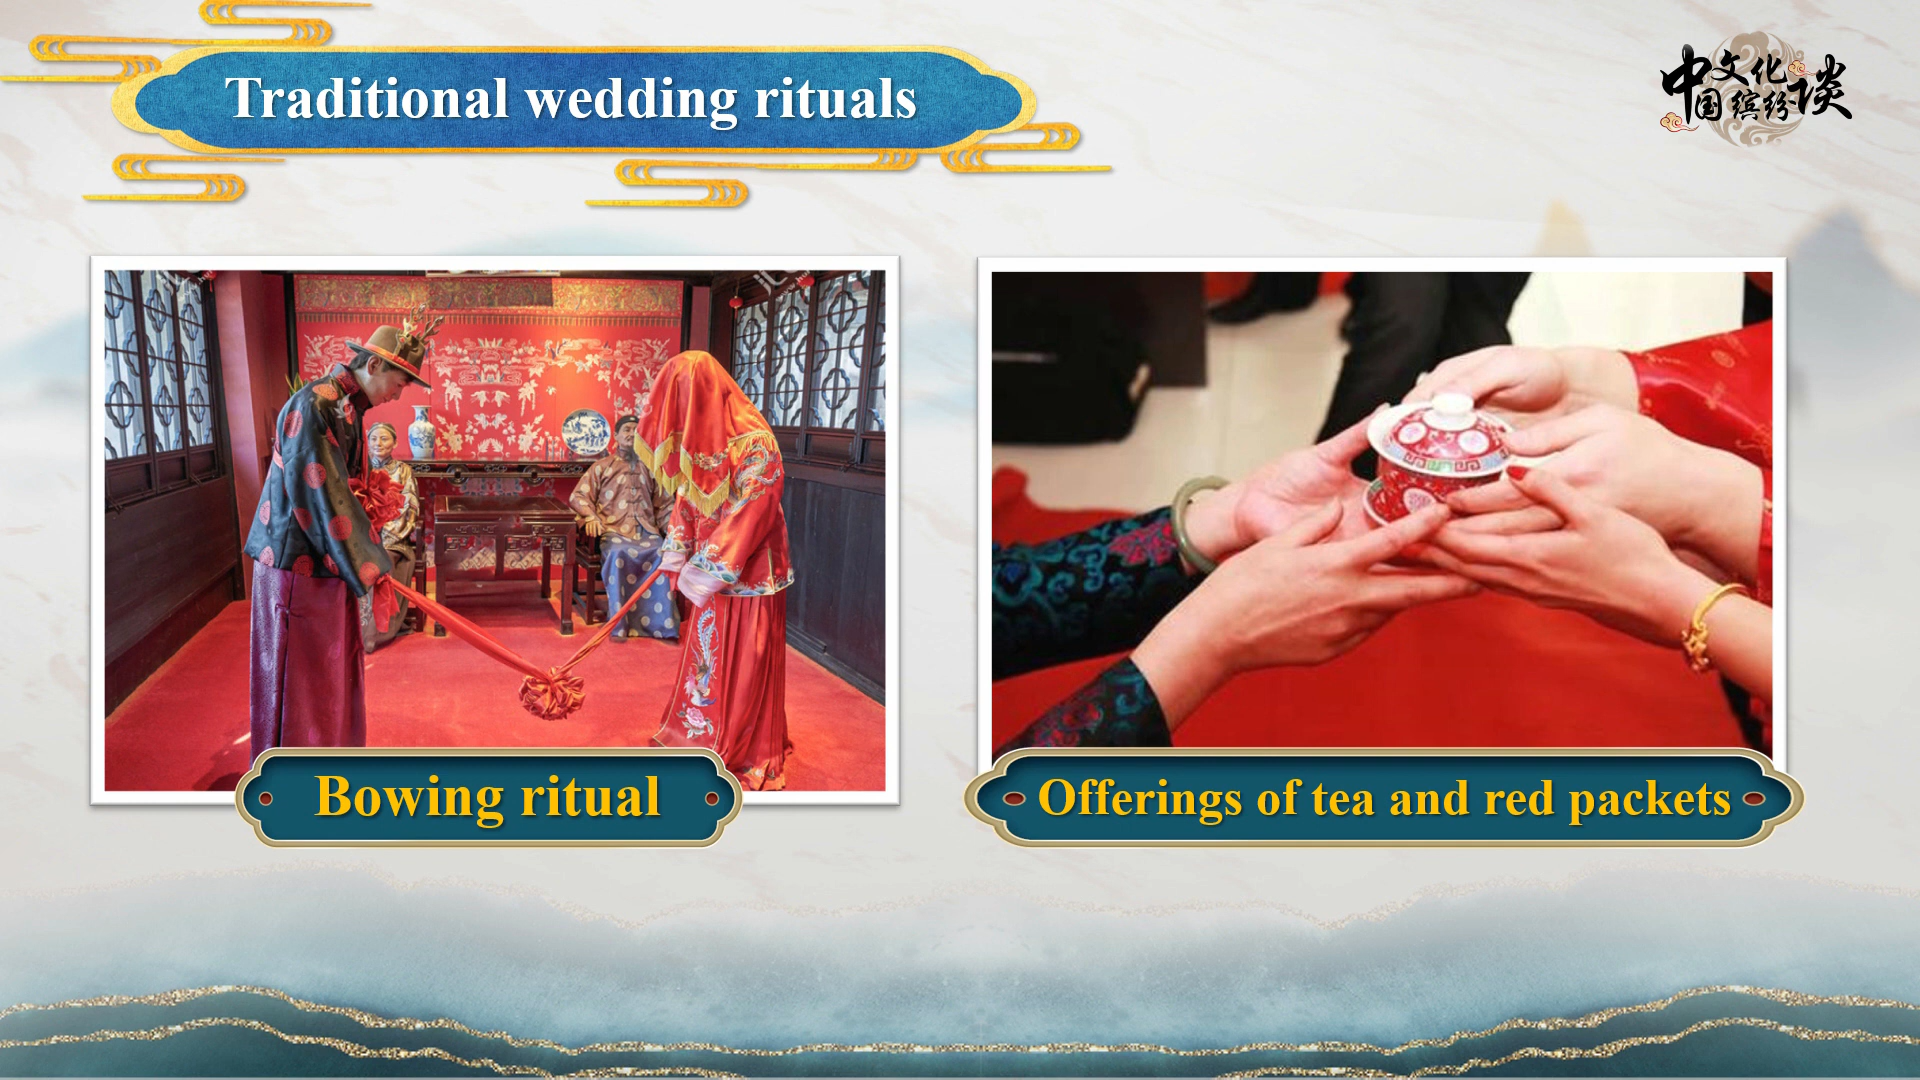 Traditional wedding rituals
中国文化缤纷谈
Bowing ritual
Offerings of tea and red packets